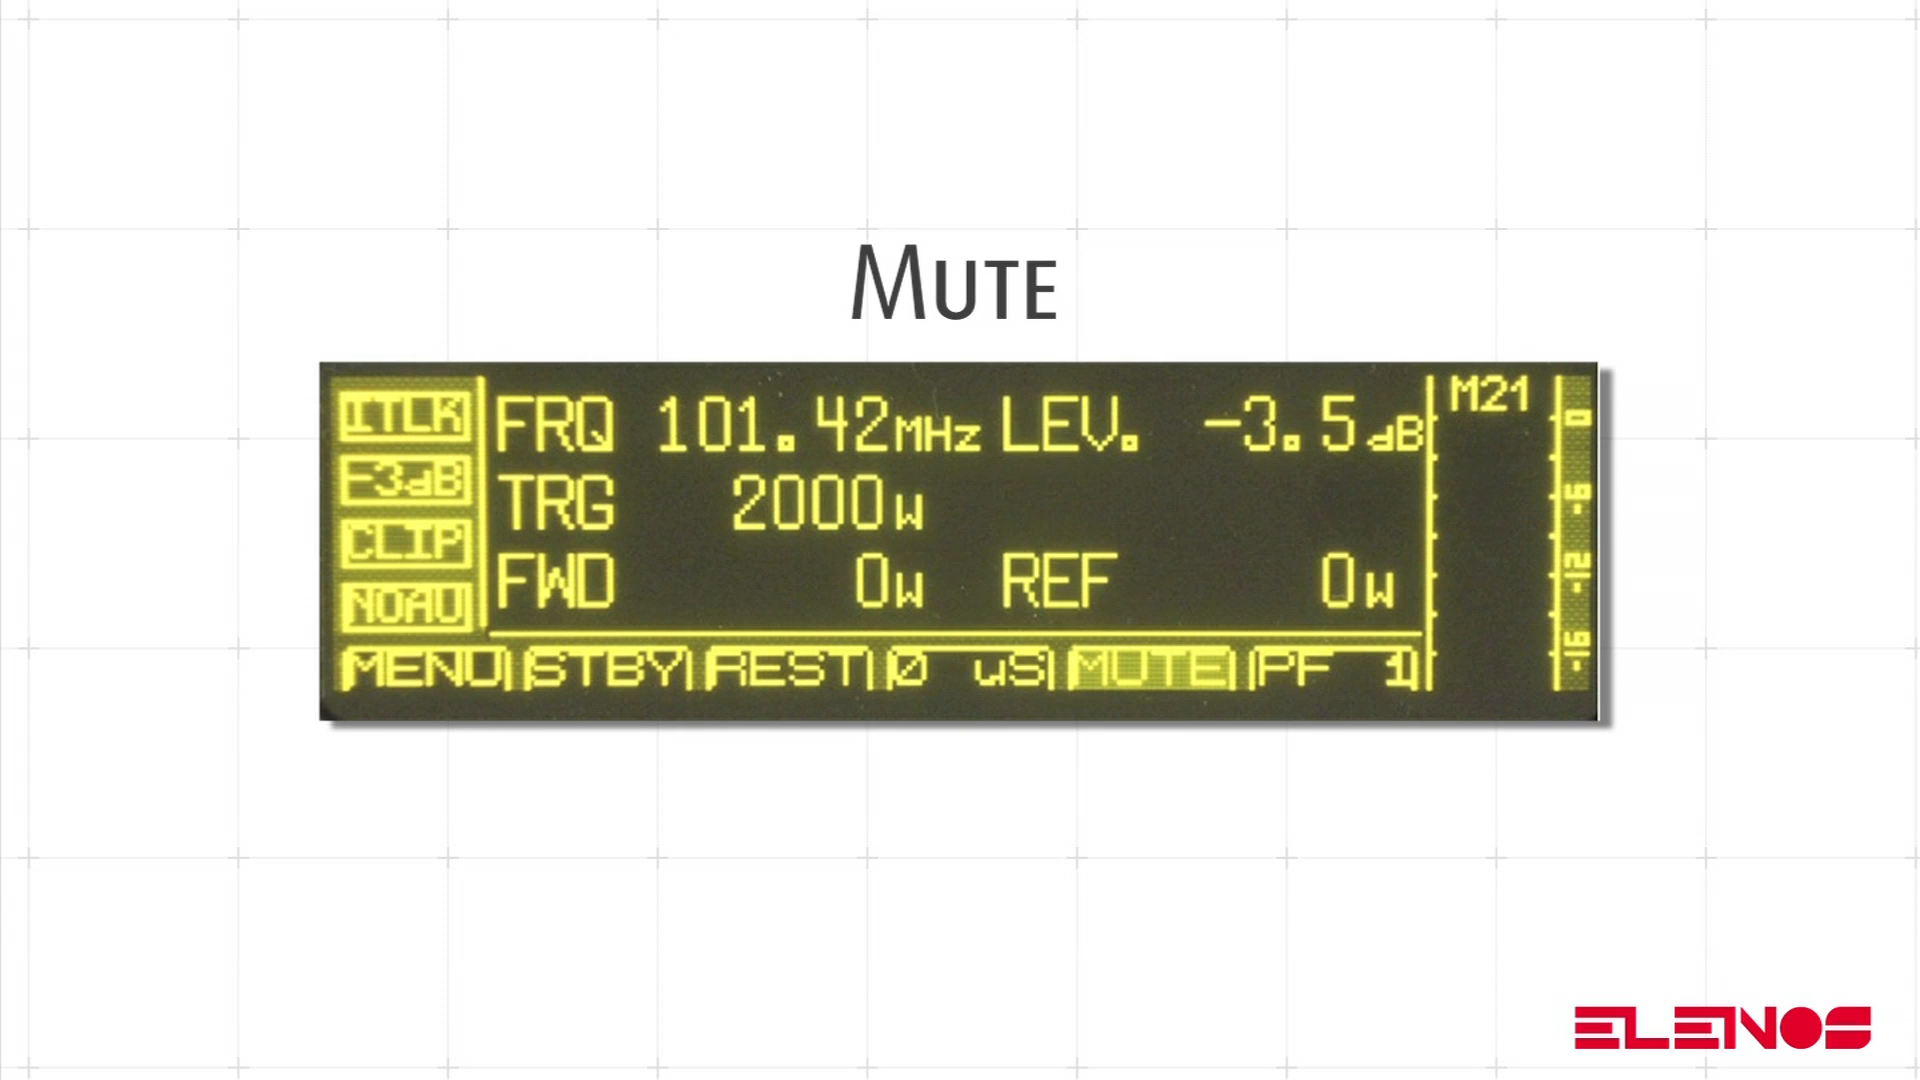 MUTE
ITLK
F3dB
CLIP
NOAU
FRQ 101.42MHz LEV. -3.5dB
TRG 2000W
FWD 0W REF 0W
M21
0
-6
-12
-16
MENU STBY REST 0 uS MUTE PF 1
ELENOS